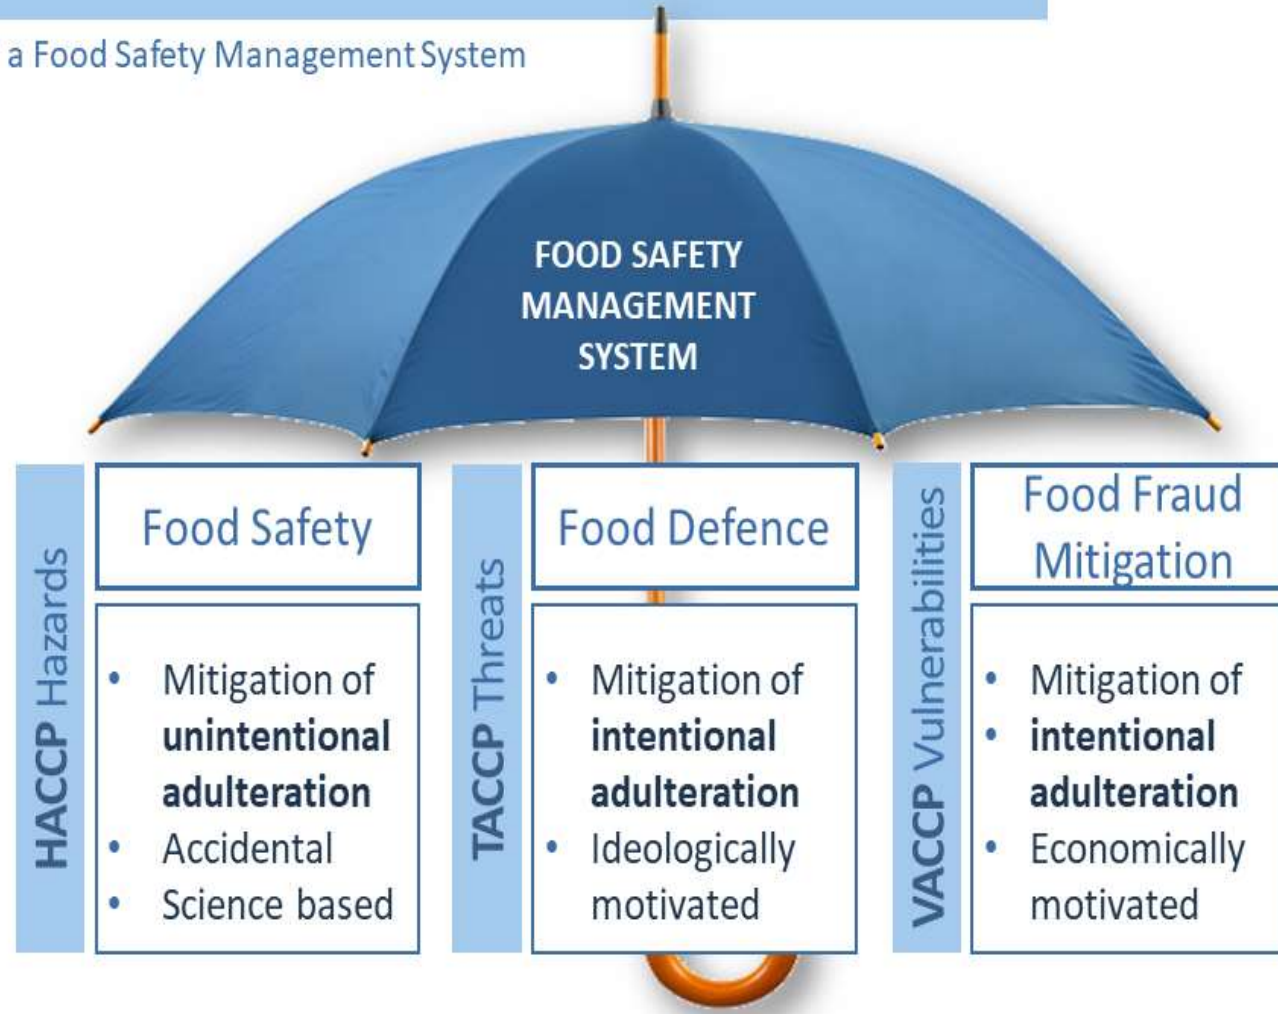 a Food Safety Management System
FOOD SAFETY
MANAGEMENT
SYSTEM
HACCP Hazards
Food Safety
• Mitigation of
unintentional
adulteration
• Accidental
• Science based
TACCP Threats
Food Defence
• Mitigation of
intentional
adulteration
• Ideologically
motivated
VACCP Vulnerabilities
Food Fraud
Mitigation
• Mitigation of
• intentional
adulteration
• Economically
motivated